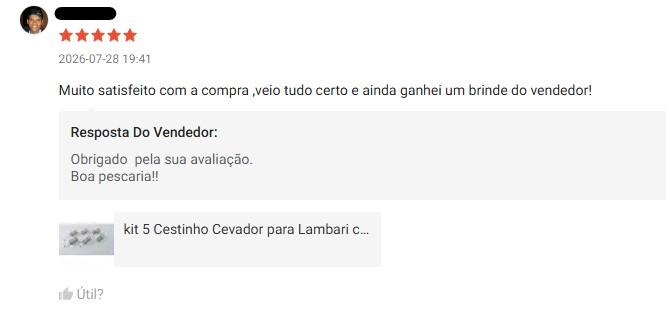 2026-07-28 19:41
Muito satisfeito com a compra ,veio tudo certo e ainda ganhei um brinde do vendedor!
Resposta Do Vendedor:
Obrigado pela sua avaliação.
Boa pescaria!!
kit 5 Cestinho Cevador para Lambari c...
Útil?